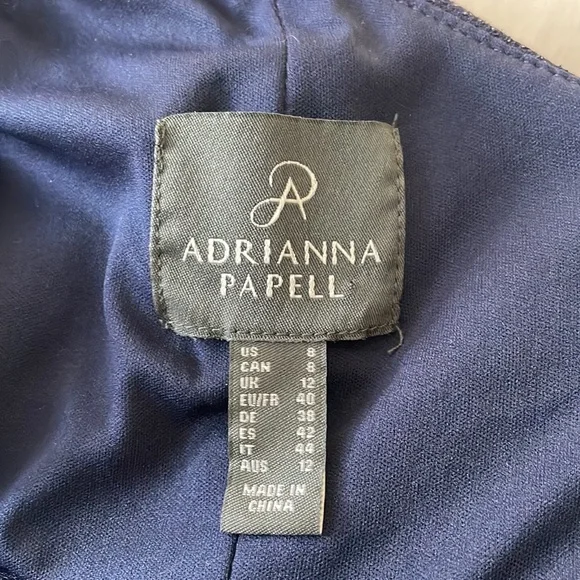 ADRIANNA
PAPELL
US 8
CAN 8
UK 12
EU/FR 40
DE 38
ES 42
IT 44
AUS 12
MADE IN
CHINA